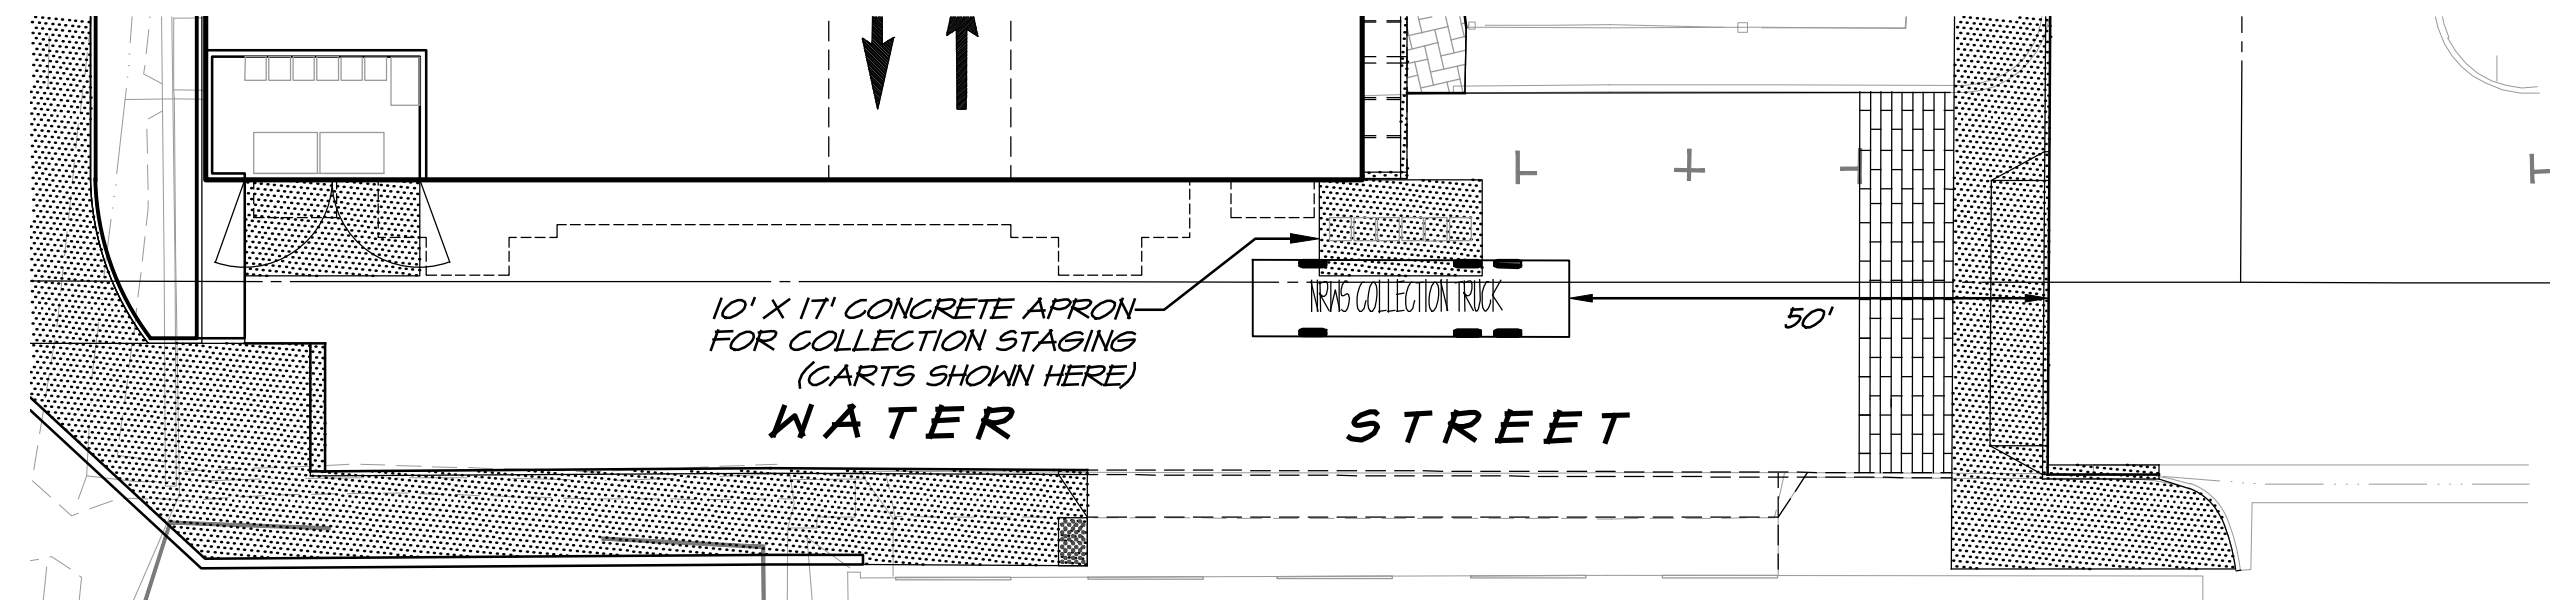 10' X 17' CONCRETE APRON
FOR COLLECTION STAGING
(CARTS SHOWN HERE)
NRWS COLLECTION TRUCK
50'
WATER STREET